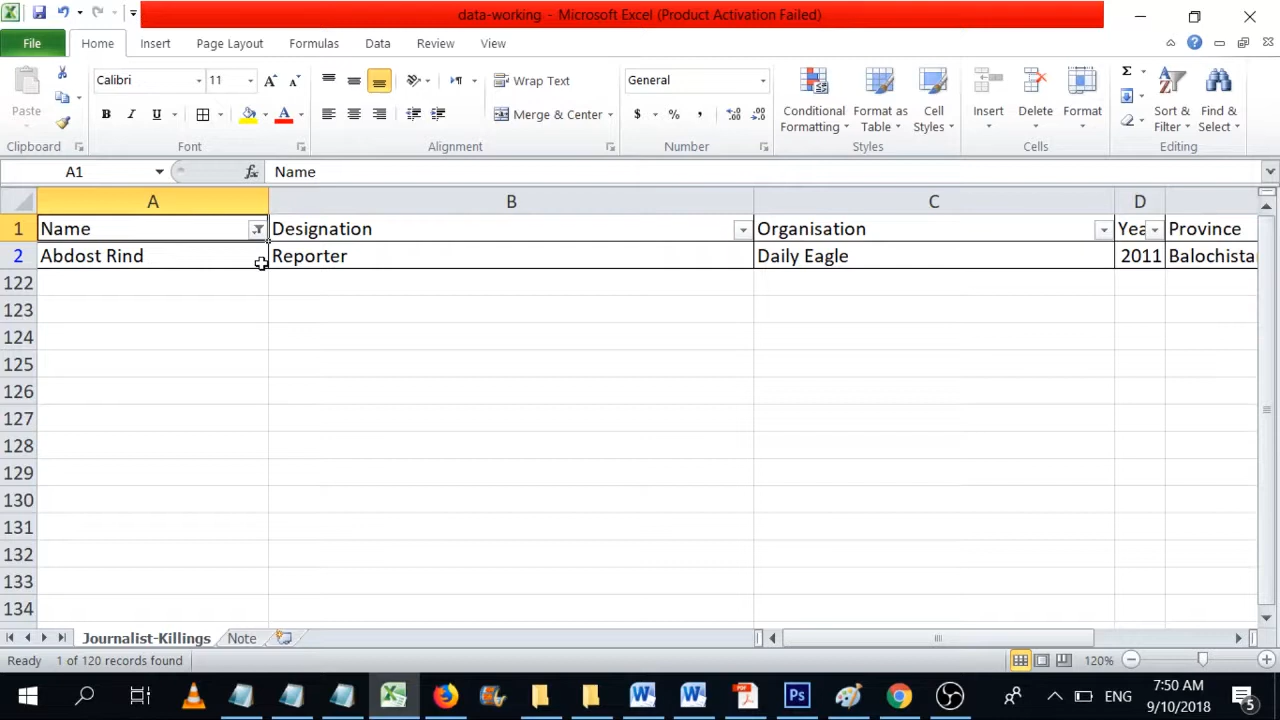 data-working - Microsoft Excel (Product Activation Failed)
File Home Insert Page Layout Formulas Data Review View
Paste
Calibri 11
Wrap Text
General
Merge & Center
Conditional Formatting
Format as Table
Cell Styles
Insert Delete Format
Sort & Filter
Find & Select
Clipboard Font Alignment Number Styles Cells Editing
A1 fx Name
A B C D
1 Name Designation Organisation Yea Province
2 Abdost Rind Reporter Daily Eagle 2011 Balochista
122
123
124
125
126
127
128
129
130
131
132
133
134
Journalist-Killings Note
Ready 1 of 120 records found 120%
ENG 7:50 AM
9/10/2018 5